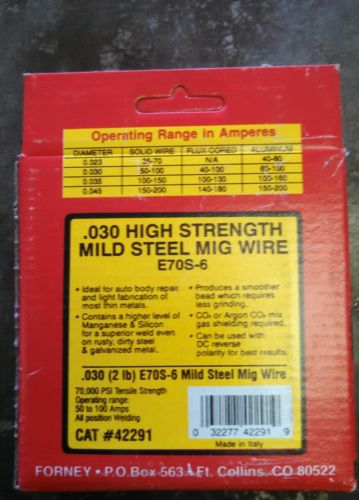 Operating Range in Amperes
DIAMETER SOLID WIRE FLUX CORED ALUMINUM
0.023 35-70 N/A 40-60
0.030 50-100 40-100 60-100
0.035 100-150 100-130 100-160
0.045 150-200 140-180 150-200
.030 HIGH STRENGTH
MILD STEEL MIG WIRE
E70S-6
• Ideal for auto body repair
and light fabrication of
most thin metals.
• Contains a higher level of
Manganese & Silicon
for a superior weld even
on rusty, dirty steel
& galvanized metal.
• Produces a smoother
bead which requires
less grinding.
• CO₂ or Argon CO₂ mix
gas shielding required.
• Can be used with
DC reverse
polarity for best results.
.030 (2 lb) E70S-6 Mild Steel Mig Wire
70,000 PSI Tensile Strength
Operating range:
50 to 100 Amps
All position Welding
CAT #42291
0 32277 42291 9
Made in Italy
FORNEY • P.O. Box 563 • Ft. Collins, CO 80522